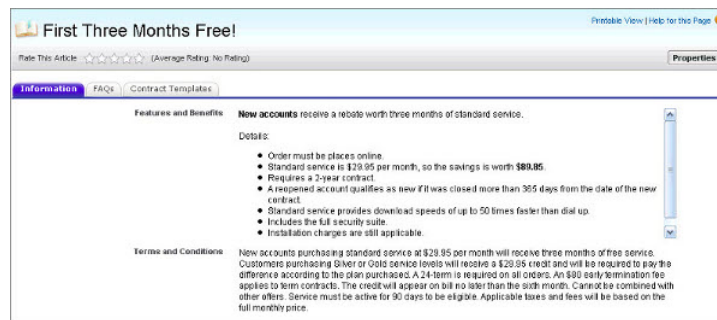 First Three Months Free!
Printable View | Help for this Page
Rate This Article (Average Rating: No Rating)
Properties
Information FAQs Contract Templates
Features and Benefits
New accounts receive a rebate worth three months of standard service.
Details:
Order must be places online.
Standard service is $29.95 per month, so the savings is worth $89.85.
Requires a 2-year contract.
A reopened account qualifies as new if it was closed more than 365 days from the date of the new
contract.
Standard service provides download speeds of up to 50 times faster than dial up.
Includes the full security suite.
Installation charges are still applicable.
Terms and Conditions
New accounts purchasing standard service at $29.95 per month will receive three months of free service.
Customers purchasing Silver or Gold service levels will receive a $29.95 credit and will be required to pay the
difference according to the plan purchased. A 24-term is required on all orders. An $80 early termination fee
applies to term contracts. The credit will appear on bill no later than the sixth month. Cannot be combined with
other offers. Service must be active for 90 days to be eligible. Applicable taxes and fees will be based on the
full monthly price.